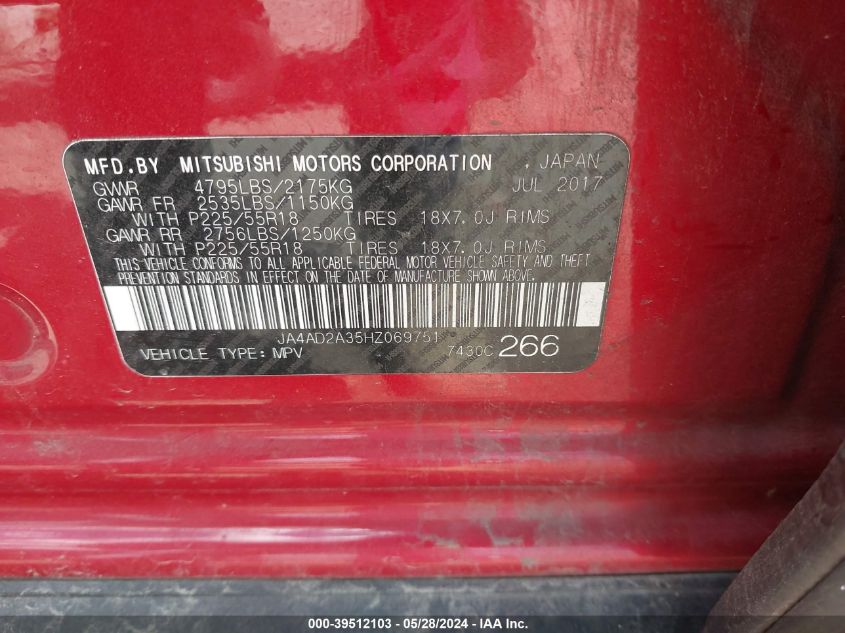 MFD.BY MITSUBISHI MOTORS CORPORATION , JAPAN
GVWR 4795LBS/2175KG JUL 2017
GAWR FR 2535LBS/1150KG
WITH P225/55R18 TIRES 18X7.0J RIMS
GAWR RR 2756LBS/1250KG
WITH P225/55R18 TIRES 18X7.0J RIMS
THIS VEHICLE CONFORMS TO ALL APPLICABLE FEDERAL MOTOR VEHICLE SAFETY AND THEFT
PREVENTION STANDARDS IN EFFECT ON THE DATE OF MANUFACTURE SHOWN ABOVE.
JA4AD2A35HZ069751
VEHICLE TYPE: MPV 7430C 266
000-39512103 - 05/28/2024 - IAA, Inc.